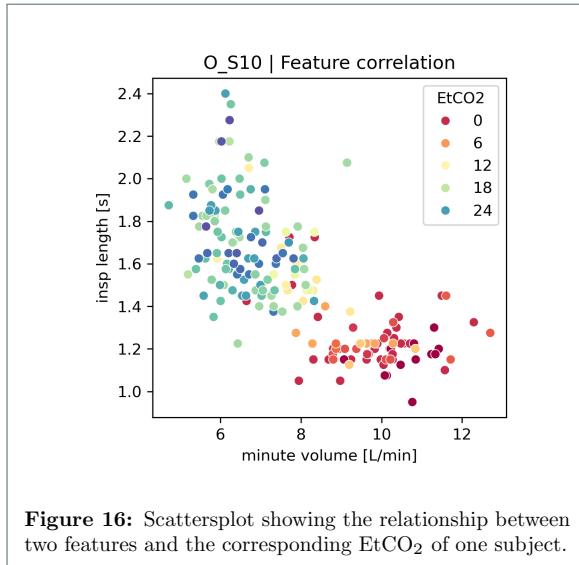 O_S10 | Feature correlation
EtCO2
0
6
12
18
24
2.4
2.2
2.0
1.8
1.6
1.4
1.2
1.0
insp length [s]
6
8
10
12
minute volume [L/min]
Figure 16: Scattersplot showing the relationship between
two features and the corresponding EtCO₂ of one subject.